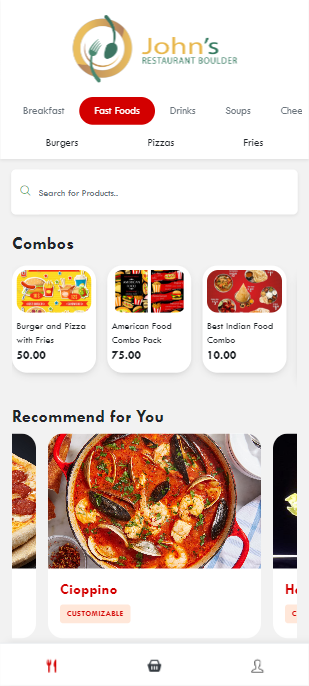 John's
RESTAURANT BOULDER
Breakfast Fast Foods Drinks Soups Chee
Burgers Pizzas Fries
Search for Products..
Combos
Burger and Pizza with Fries
50.00
American Food Combo Pack
75.00
Best Indian Food Combo
10.00
Recommend for You
Cioppino
CUSTOMIZABLE